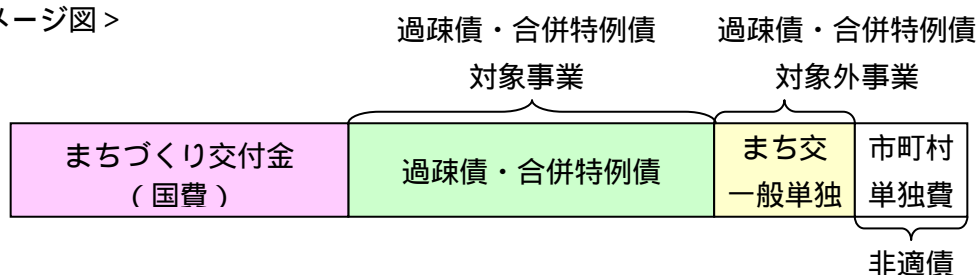 メージ図>
過疎債・合併特例債
対象事業
過疎債・合併特例債
対象外事業
まちづくり交付金
(国費)
過疎債・合併特例債
まち交
一般単独
市町村
単独費
非適債